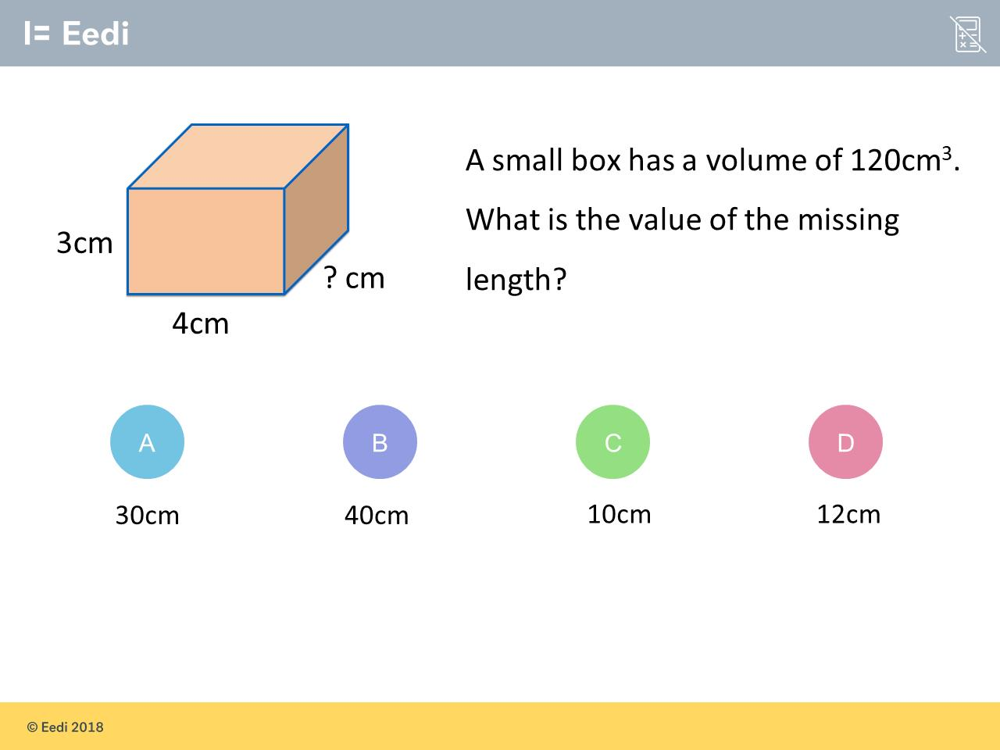 Eedi
A small box has a volume of 120cm³.
What is the value of the missing
length?
3cm
? cm
4cm
A
B
C
D
30cm
40cm
10cm
12cm
© Eedi 2018